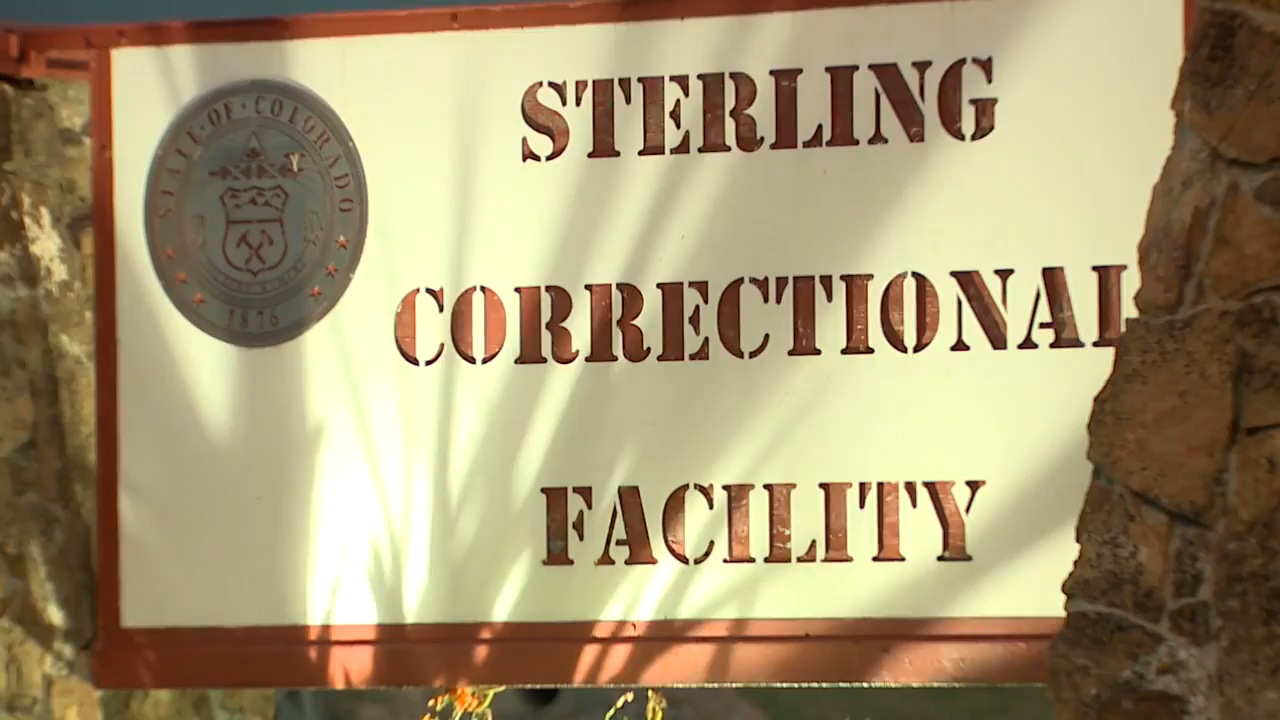 STATE·OF·COLORADO
1876
STERLING
CORRECTIONAL
FACILITY